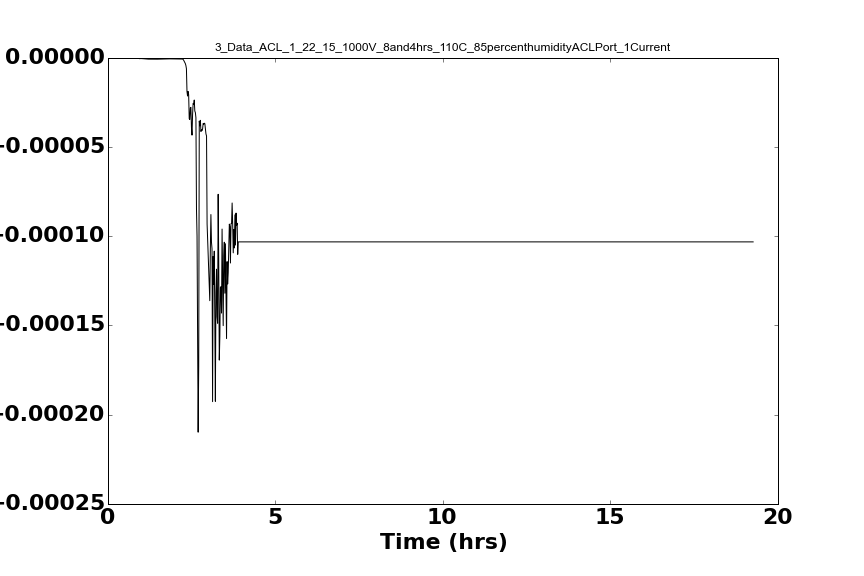 3_Data_ACL_1_22_15_1000V_8and4hrs_110C_85percenthumidityACLPort_1Current
0.00000
-0.00005
-0.00010
-0.00015
-0.00020
-0.00025
0 5 10 15 20
Time (hrs)